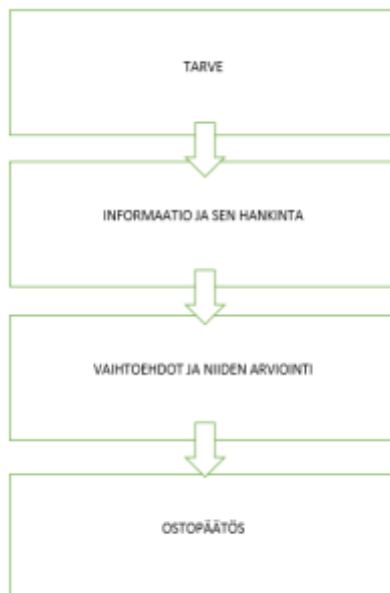 TARVE
INFORMAATIO JA SEN HANKINTA
VAIHTOEHDOT JA NIIDEN ARVIOINTI
OSTOPÄÄTÖS